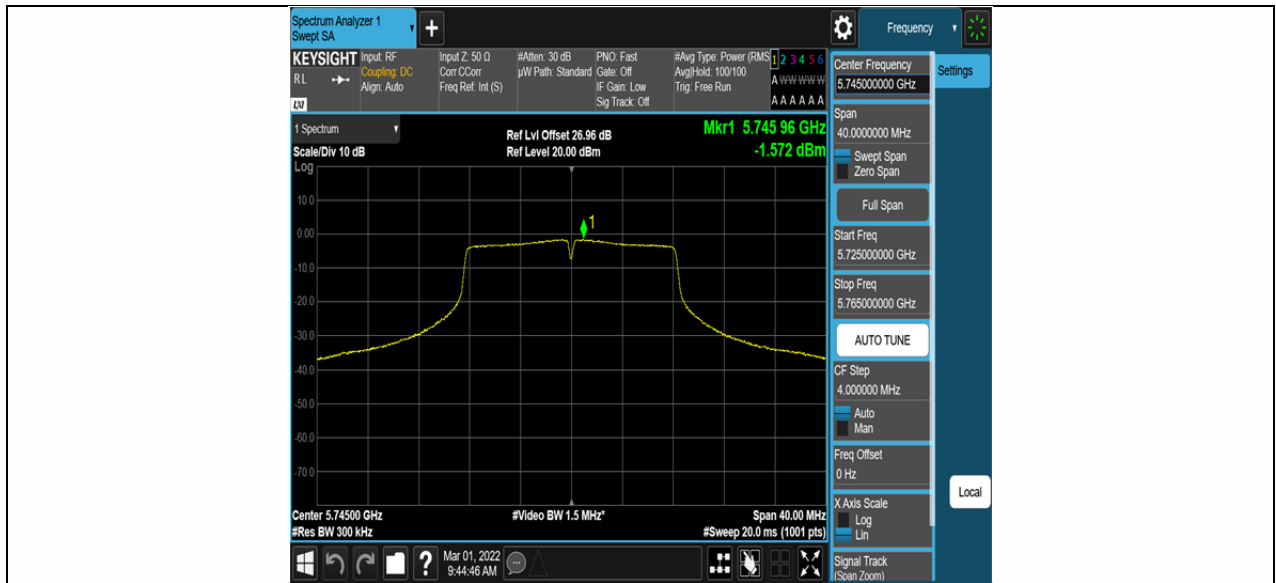 Spectrum Analyzer 1
Swept SA
+
Frequency
KEYSIGHT
RL
LXI
Input: RF
Coupling: DC
Align: Auto
Input Z: 50 Ω
Corr CCorr
Freq Ref: Int (S)
#Atten: 30 dB
µW Path: Standard
PNO: Fast
Gate: Off
IF Gain: Low
Sig Track: Off
#Avg Type: Power (RMS
Avg|Hold: 100/100
Trig: Free Run
1 2 3 4 5 6
A W W W W W
A A A A A A
1 Spectrum
Scale/Div 10 dB
Log
Ref Lvl Offset 26.96 dB
Ref Level 20.00 dBm
Mkr1 5.745 96 GHz
-1.572 dBm
10.0
0.00
-10.0
-20.0
-30.0
-40.0
-50.0
-60.0
-70.0
1
Center 5.74500 GHz
#Res BW 300 kHz
#Video BW 1.5 MHz*
Span 40.00 MHz
#Sweep 20.0 ms (1001 pts)
Center Frequency
5.745000000 GHz
Span
40.0000000 MHz
Swept Span
Zero Span
Full Span
Start Freq
5.725000000 GHz
Stop Freq
5.765000000 GHz
AUTO TUNE
CF Step
4.000000 MHz
Auto
Man
Freq Offset
0 Hz
X Axis Scale
Log
Lin
Signal Track
(Span Zoom)
Settings
Local
?
Mar 01, 2022
9:44:46 AM